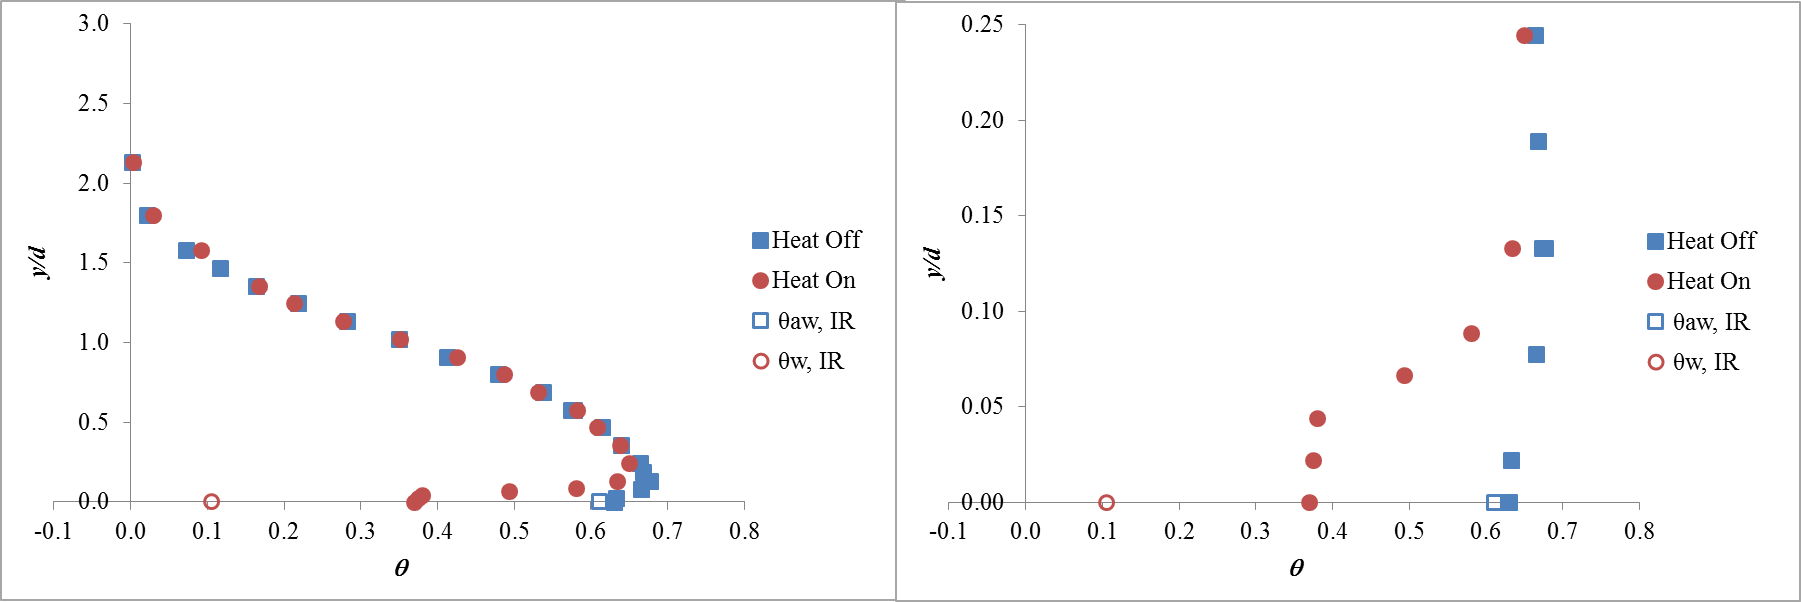 3.0
2.5
2.0
1.5
1.0
0.5
0.0
y/d
-0.1 0.0 0.1 0.2 0.3 0.4 0.5 0.6 0.7 0.8
θ
Heat Off
Heat On
θaw, IR
θw, IR
0.25
0.20
0.15
0.10
0.05
0.00
y/d
-0.1 0.0 0.1 0.2 0.3 0.4 0.5 0.6 0.7 0.8
θ
Heat Off
Heat On
θaw, IR
θw, IR